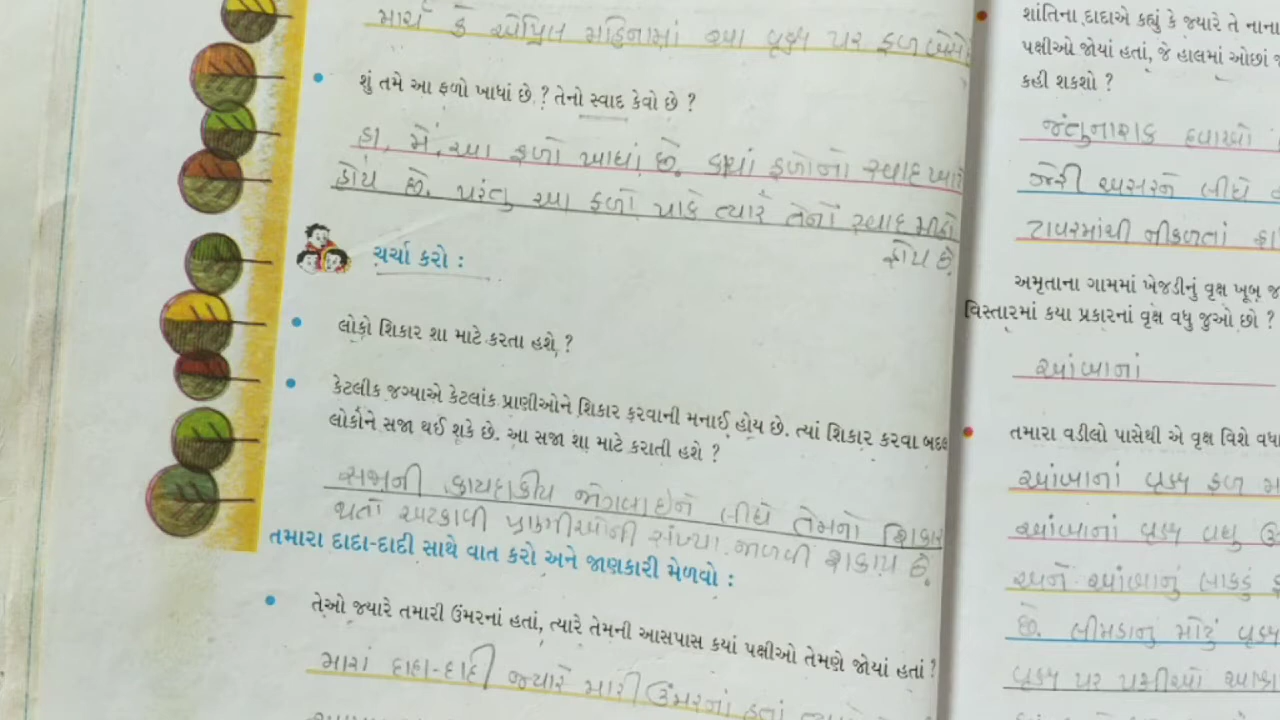 માર્ચ કે એપ્રિલ મહિનામાં આ વૃક્ષ પર ફળ બેસે
શું તમે આ ફળો ખાધાં છે ? તેનો સ્વાદ કેવો છે ?
હા, મેં, આ ફળો ખાધાં છે. કાચાં ફળોનો સ્વાદ ખાટો
હોય છે. પરંતુ આ ફળો પાકે ત્યારે તેનો સ્વાદ મીઠો
હોય છે.
ચર્ચા કરો :
લોકો શિકાર શા માટે કરતા હશે ?
કેટલીક જગ્યાએ કેટલાંક પ્રાણીઓને શિકાર કરવાની મનાઈ હોય છે. ત્યાં શિકાર કરવા બદલ
લોકોને સજા થઈ શકે છે. આ સજા શા માટે કરાતી હશે ?
સજાની કાયદાકીય જોગવાઇને લીધે તેમનો શિકાર
થતો અટકાવી પ્રાણીઓની સંખ્યા જાળવી શકાય છે.
તમારા દાદા-દાદી સાથે વાત કરો અને જાણકારી મેળવો :
તેઓ જ્યારે તમારી ઉંમરનાં હતાં, ત્યારે તેમની આસપાસ કયાં પક્ષીઓ તેમણે જોયાં હતાં ?
મારાં દાદા-દાદી જ્યારે મારી ઉંમરનાં હતાં ત્યારે
શાંતિના દાદાએ કહ્યું કે જ્યારે તે નાના
પક્ષીઓ જોયાં હતાં, જે હાલમાં ઓછાં
કહી શકશો ?
જંતુનાશક દવાઓ
ઝેરી અસરને લીધે
ટાવરમાંથી નીકળતાં
અમૃતાના ગામમાં ખેજડીનું વૃક્ષ ખૂબ જ
વિસ્તારમાં કયા પ્રકારનાં વૃક્ષ વધુ જુઓ છો ?
આંબાનાં
તમારા વડીલો પાસેથી એ વૃક્ષ વિશે વધા
આંબાનાં વૃક્ષ ફળ
આંબાનાં વૃક્ષ વધુ
અને આંબાનું લાકડું
છે. લીમડાનું મોટું વૃક્ષ
વૃક્ષ પર પક્ષીઓ